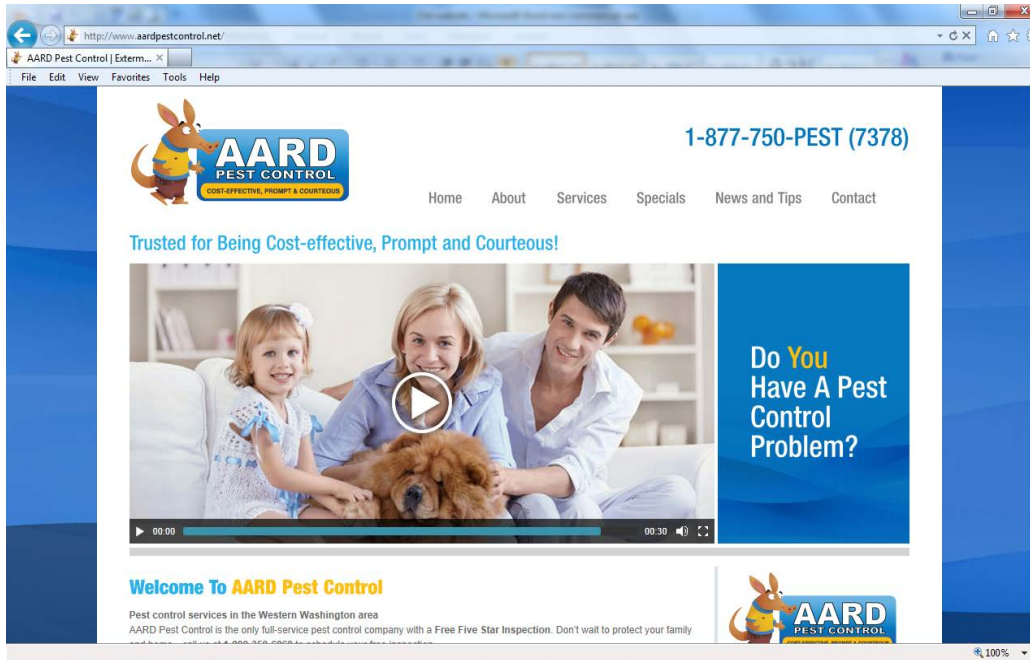 http://www.aardpestcontrol.net/
AARD Pest Control | Exterm...
File Edit View Favorites Tools Help
AARD
PEST CONTROL
COST-EFFECTIVE, PROMPT & COURTEOUS
1-877-750-PEST (7378)
Home About Services Specials News and Tips Contact
Trusted for Being Cost-effective, Prompt and Courteous!
Do You
Have A Pest
Control
Problem?
00:00 00:30
Welcome To AARD Pest Control
Pest control services in the Western Washington area
AARD Pest Control is the only full-service pest control company with a Free Five Star Inspection. Don't wait to protect your family
AARD
PEST CONTROL
100%